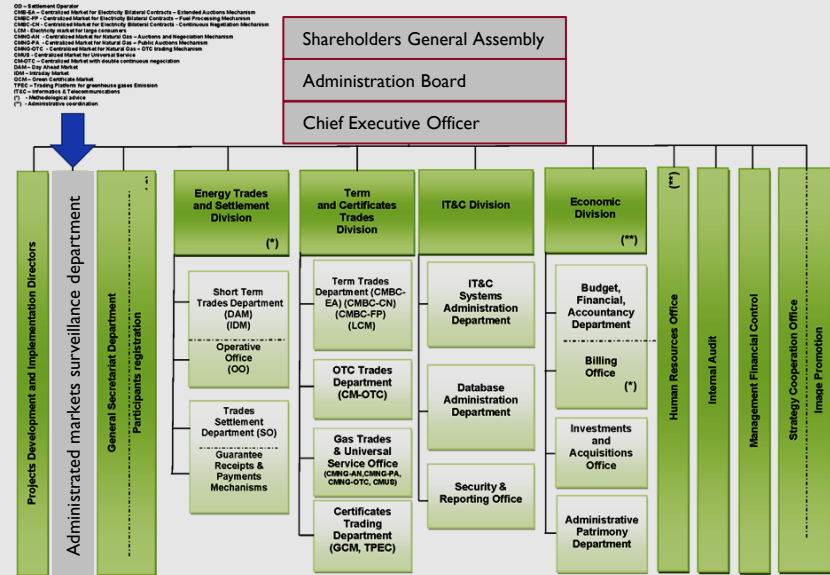 OO – Settlement Operator
CMB-EA – Centralized Market for Electricity Bilateral Contracts – Extended Auctions Mechanism
CMBC-FP - Centralized Market for Electricity Bilateral Contracts – Fuel Processing Mechanism
CMBC-CN - Centralized Market for Electricity Bilateral Contracts - Continuous Negotiation Mechanism
LCM – Electricity market for large consumers
CMNG-AN - Centralized Market for Natural Gas – Auctions and Negociation Mechanism
CMNG-PA - Centralized Market for Natural Gas – Public Auctions Mechanism
CMNG-OTC - Centralized Market for Natural Gas – OTC trading Mechanism
CMUS - Centralized Market for Universal Service
CM-OTC – Centralized Market with double continuous negociation
DAM – Day Ahead Market
IDM – Intraday Market
GCM – Green Certificate Market
TPEC – Trading Platform for greenhouse gases Emission
IT&C – Informatics & Telecommunications
(*) - Methodological advice
(**) - Administrative coordination
Shareholders General Assembly
Administration Board
Chief Executive Officer
Projects Development and Implementation Directors
Administrated markets surveillance department
General Secretariat Department
Participants registration
Energy Trades
and Settlement
Division
(*)
Short Term
Trades Department
(DAM)
(IDM)
Operative
Office
(OO)
Trades
Settlement
Department (SO)
Guarantee
Receipts &
Payments
Mechanisms
Term
and Certificates
Trades
Division
Term Trades
Department (CMBC-
EA) (CMBC-CN)
(CMBC-FP)
(LCM)
OTC Trades
Department
(CM-OTC)
Gas Trades
& Universal
Service Office
(CMNG-AN,CMNG-PA,
CMNG-OTC, CMUS)
Certificates
Trading
Department
(GCM, TPEC)
IT&C Division
IT&C
Systems
Administration
Department
Database
Administration
Department
Security &
Reporting Office
Economic
Division
(**)
Budget,
Financial,
Accountancy
Department
Billing
Office
(*)
Investments
and
Acquisitions
Office
Administrative
Patrimony
Department
Human Resources Office
(**)
Internal Audit
Management Financial Control
Strategy Cooperation Office
Image Promotion